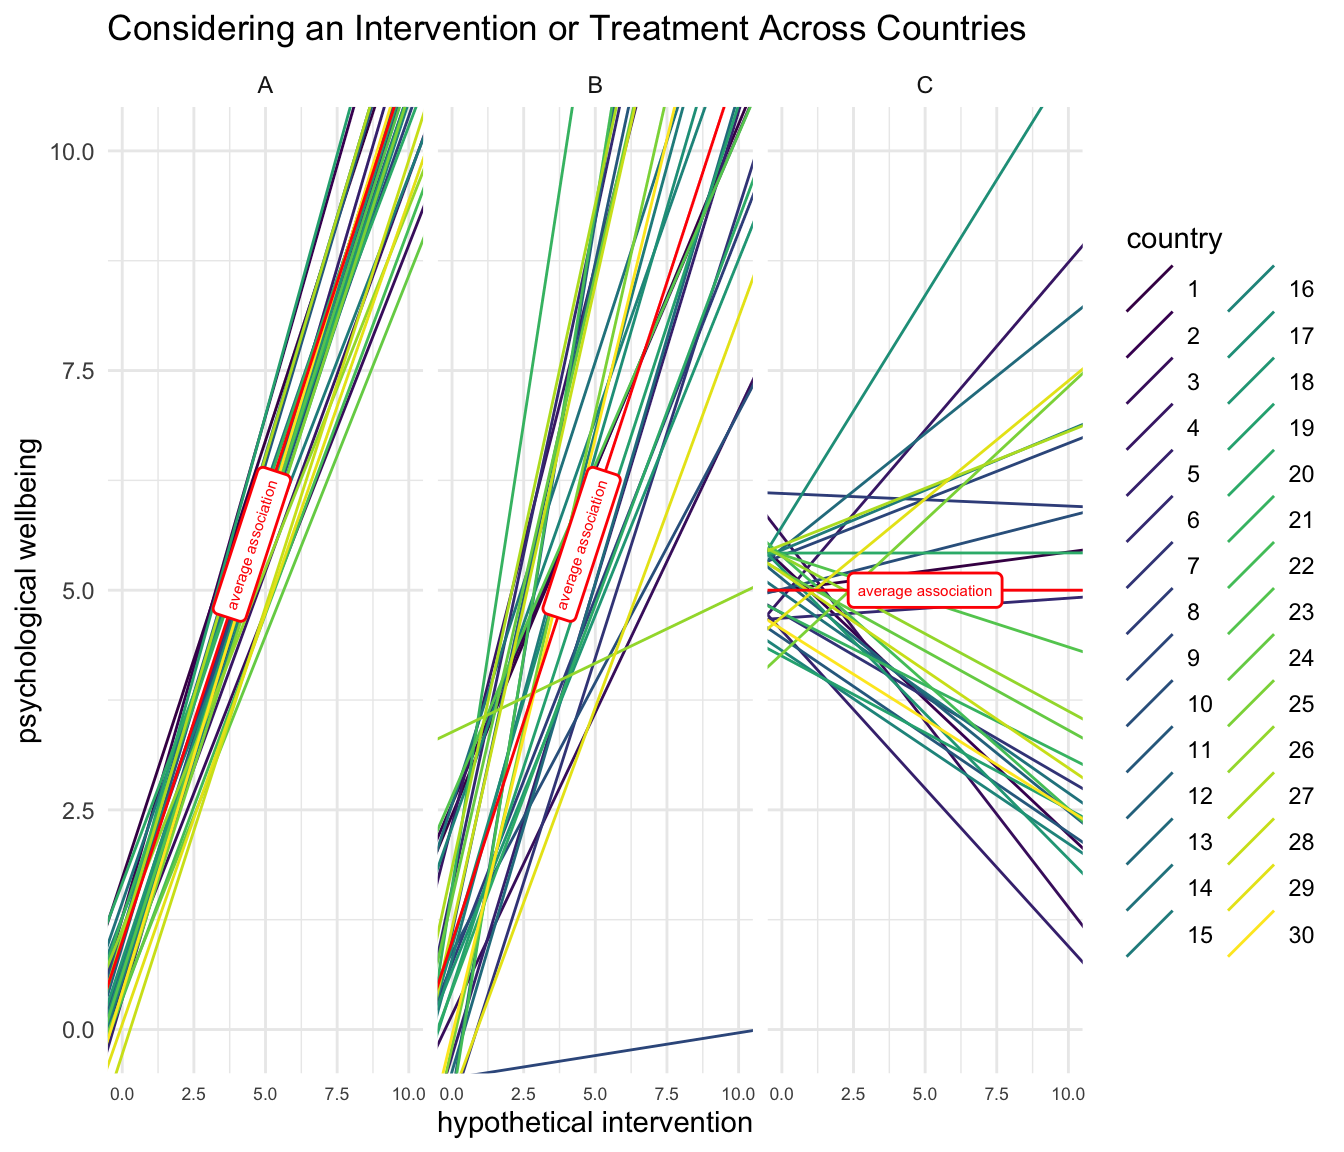 Considering an Intervention or Treatment Across Countries
A
B
C
psychological wellbeing
10.0
7.5
5.0
2.5
0.0
average association
average association
average association
0.0 2.5 5.0 7.5 10.0
0.0 2.5 5.0 7.5 10.0
0.0 2.5 5.0 7.5 10.0
hypothetical intervention
country
1
2
3
4
5
6
7
8
9
10
11
12
13
14
15
16
17
18
19
20
21
22
23
24
25
26
27
28
29
30